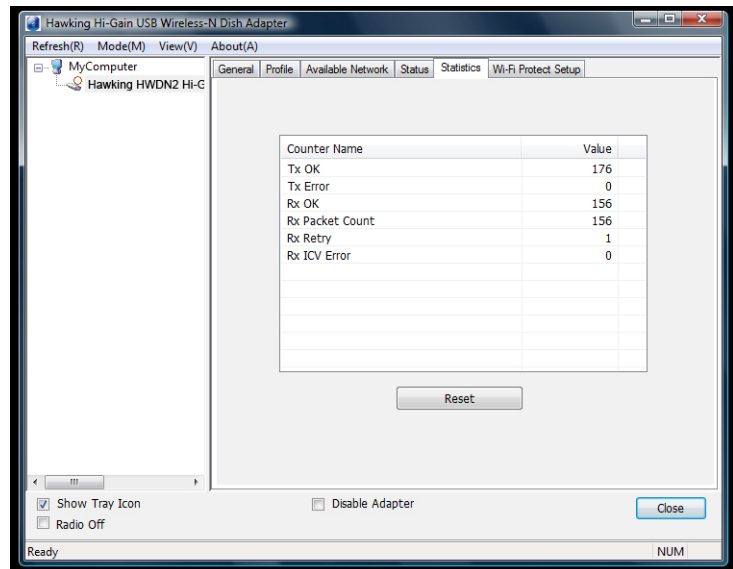 Hawking Hi-Gain USB Wireless-N Dish Adapter
Refresh(R) Mode(M) View(V) About(A)
MyComputer
Hawking HWDN2 Hi-G
General Profile Available Network Status Statistics Wi-Fi Protect Setup
Counter Name Value
Tx OK 176
Tx Error 0
Rx OK 156
Rx Packet Count 156
Rx Retry 1
Rx ICV Error 0
Reset
Show Tray Icon Disable Adapter Close
Radio Off
Ready NUM